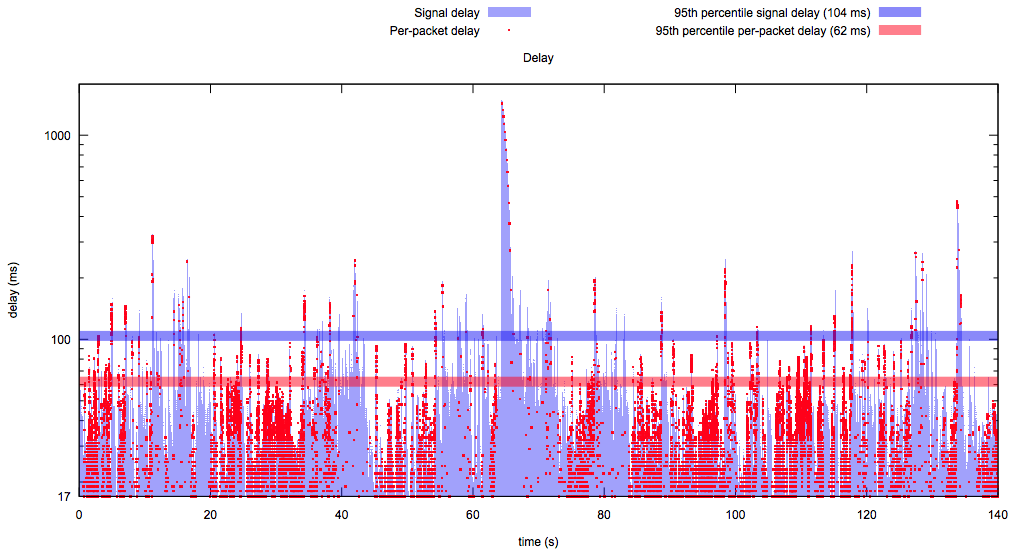 Signal delay
95th percentile signal delay (104 ms)
Per-packet delay
95th percentile per-packet delay (62 ms)
Delay
1000
100
17
delay (ms)
0 20 40 60 80 100 120 140
time (s)